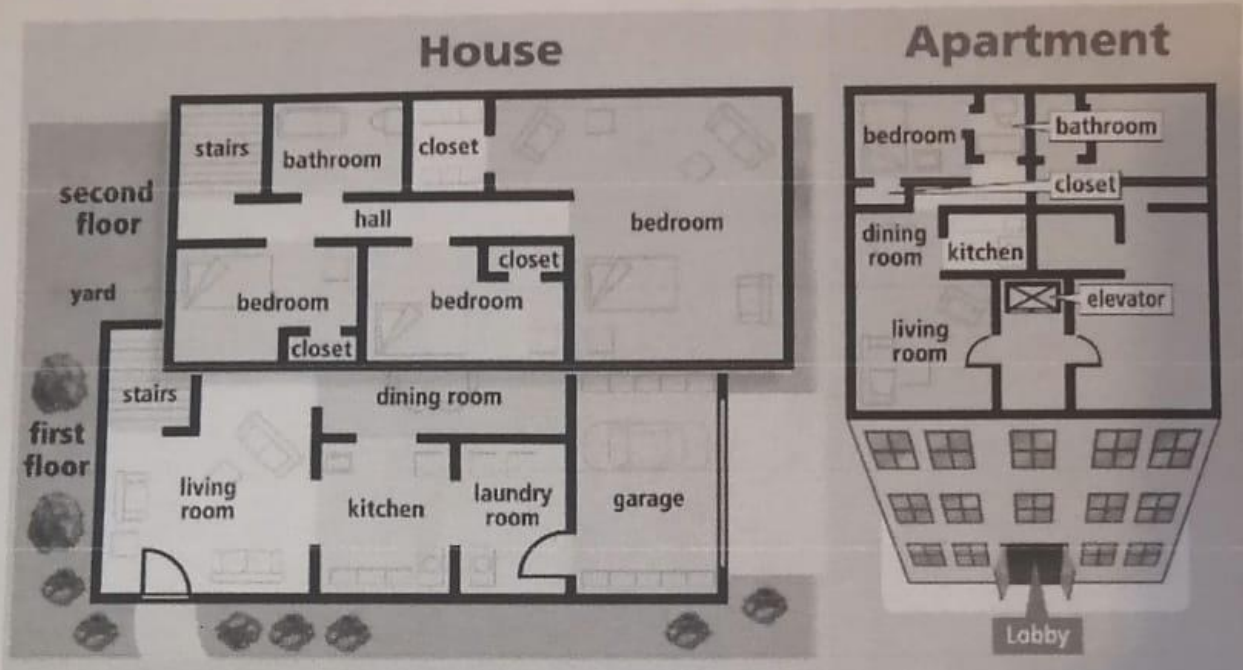 House
stairs
bathroom
closet
second
floor
hall
bedroom
closet
yard
bedroom
bedroom
closet
stairs
dining room
first
floor
living
room
kitchen
laundry
room
garage
Apartment
bedroom
bathroom
closet
dining
room
kitchen
elevator
living
room
Lobby